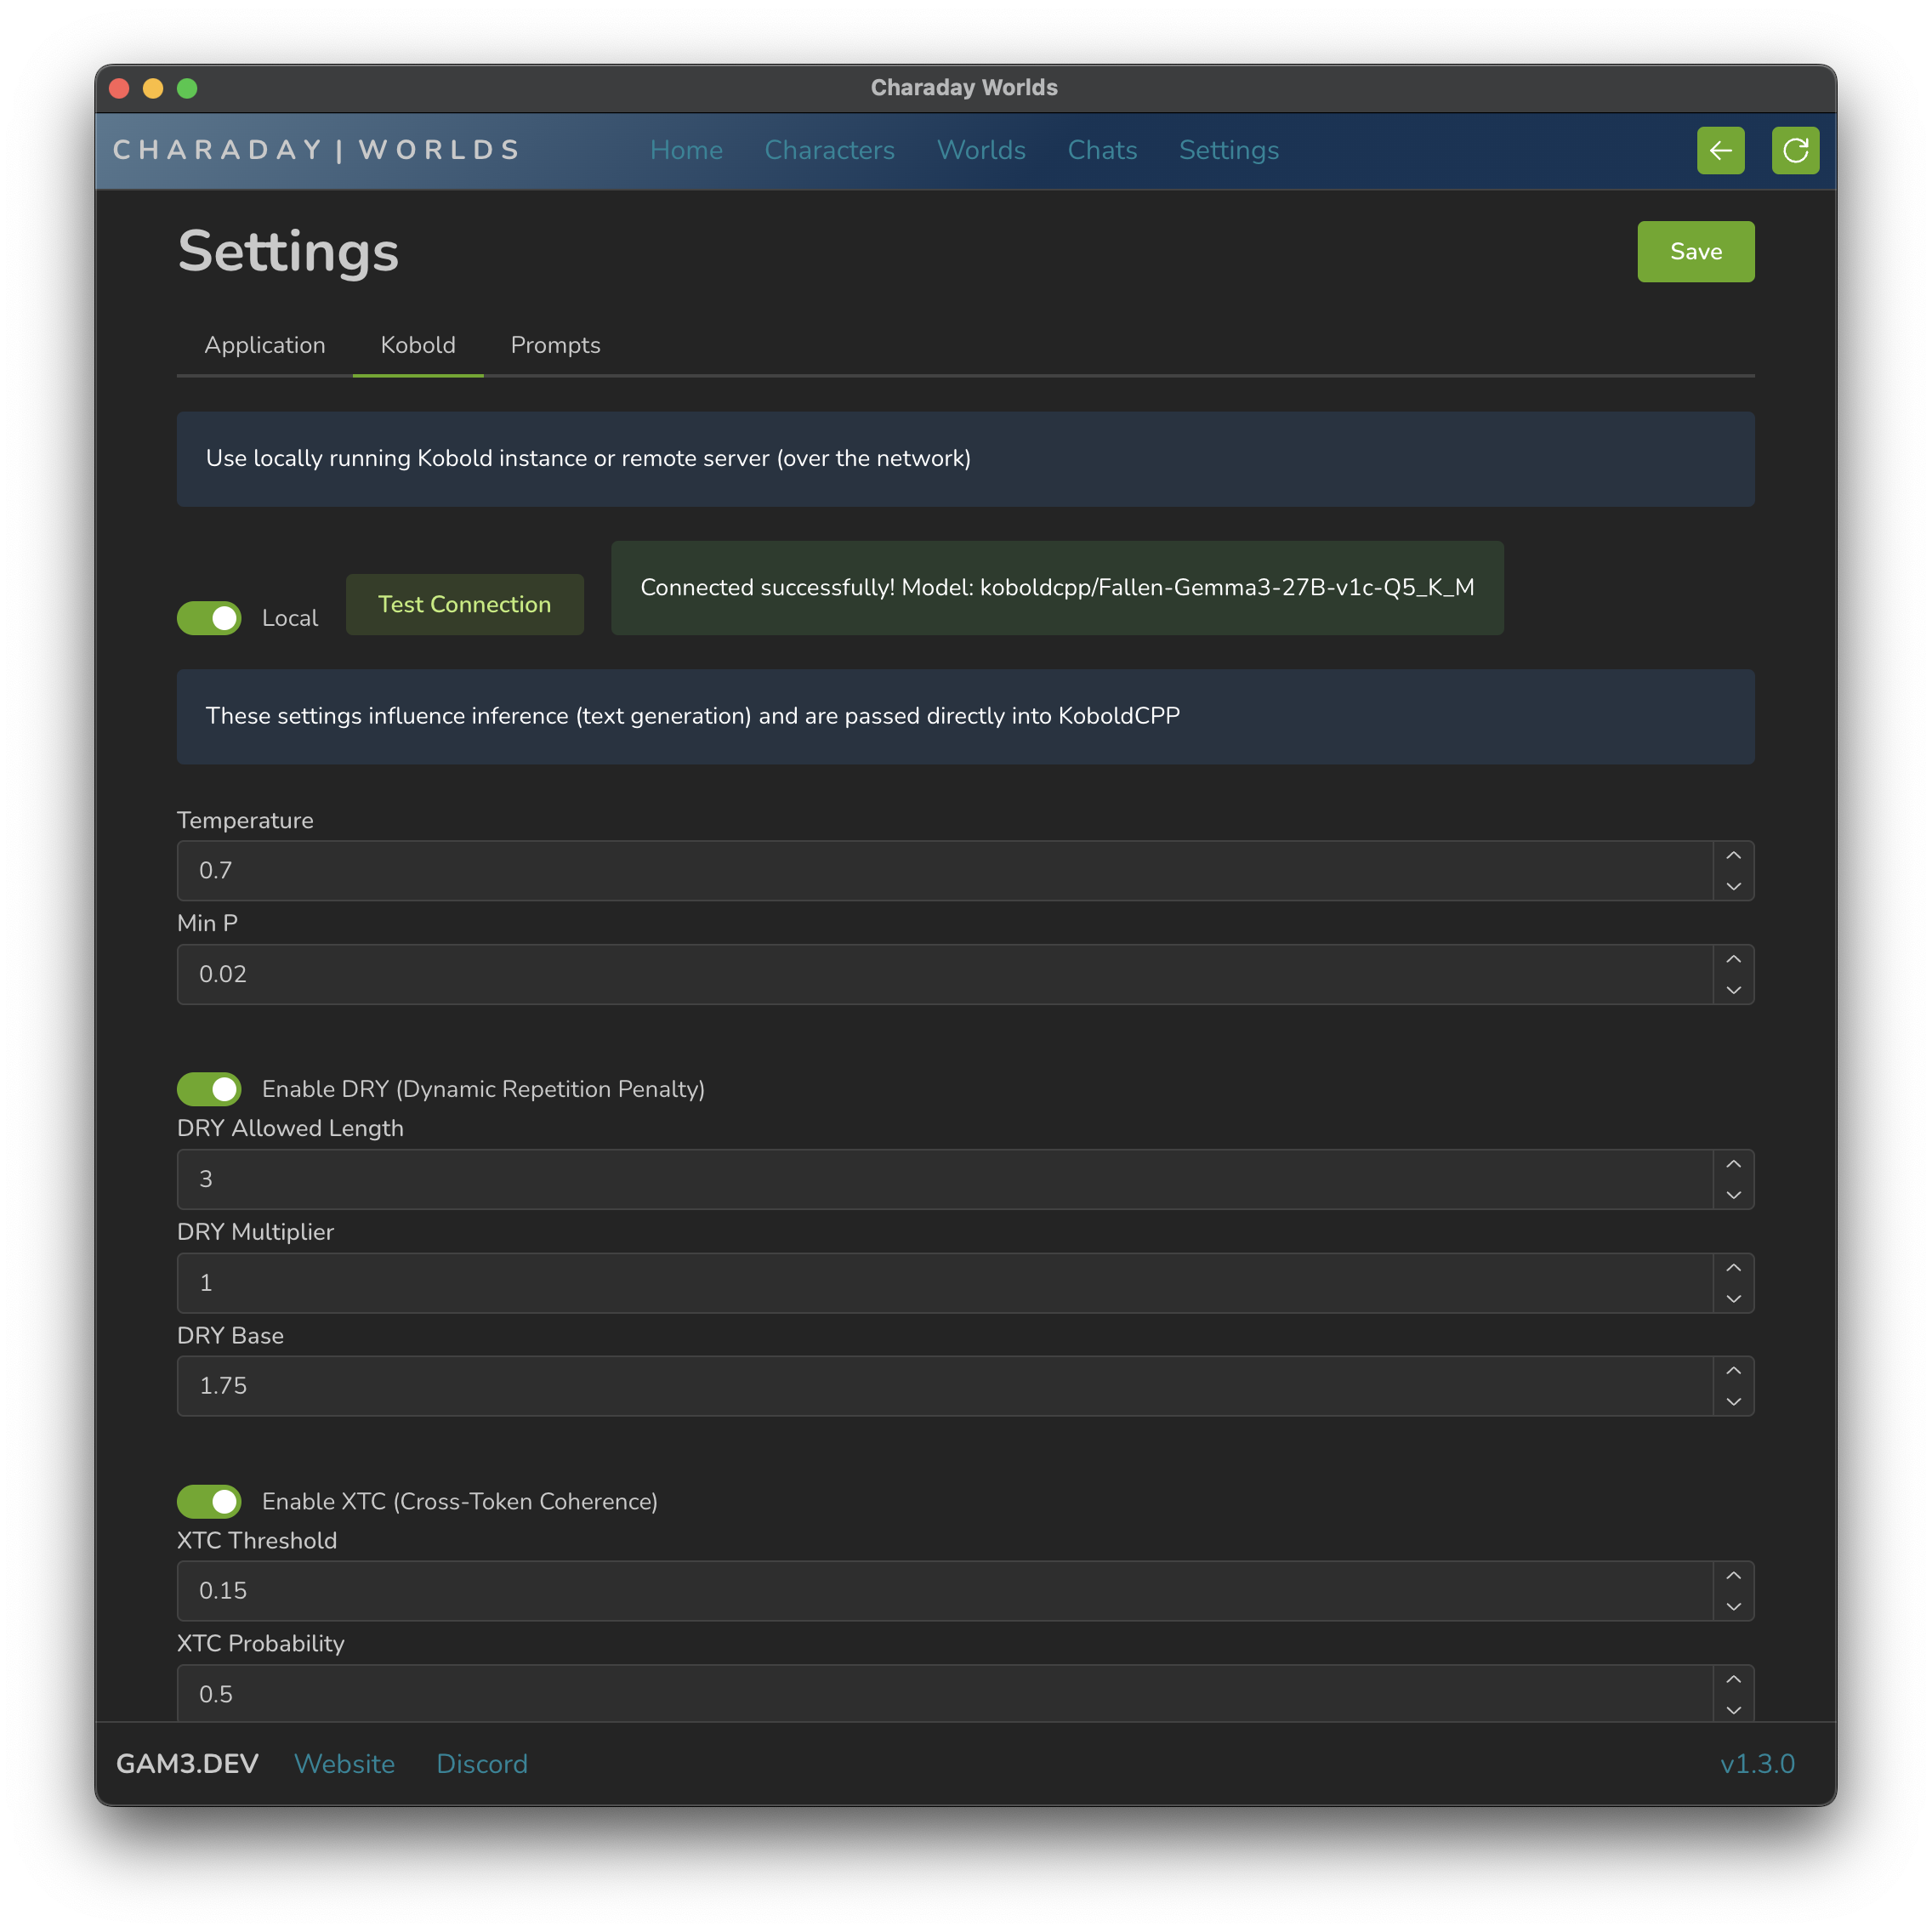 Charaday Worlds
CHARADAY | WORLDS Home Characters Worlds Chats Settings
Settings Save
Application Kobold Prompts
Use locally running Kobold instance or remote server (over the network)
Local Test Connection Connected successfully! Model: koboldcpp/Fallen-Gemma3-27B-v1c-Q5_K_M
These settings influence inference (text generation) and are passed directly into KoboldCPP
Temperature
0.7
Min P
0.02
Enable DRY (Dynamic Repetition Penalty)
DRY Allowed Length
3
DRY Multiplier
1
DRY Base
1.75
Enable XTC (Cross-Token Coherence)
XTC Threshold
0.15
XTC Probability
0.5
GAM3.DEV Website Discord v1.3.0